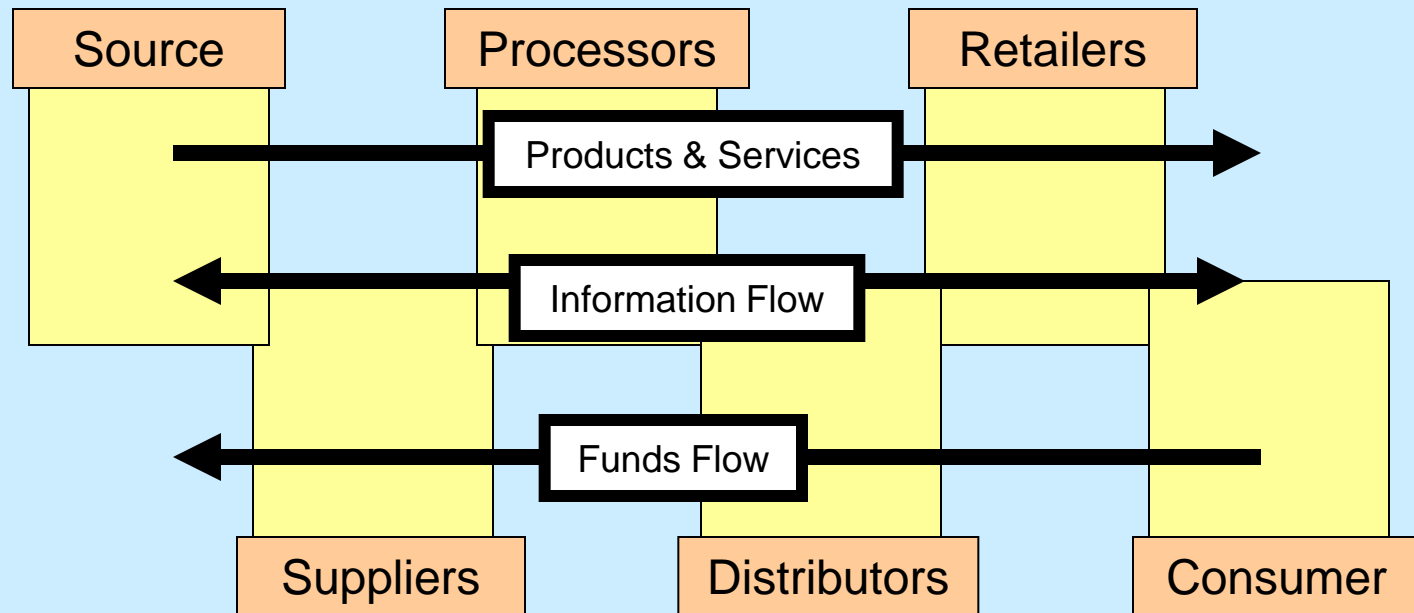 Source
Processors
Retailers
Products & Services
Information Flow
Funds Flow
Suppliers
Distributors
Consumer